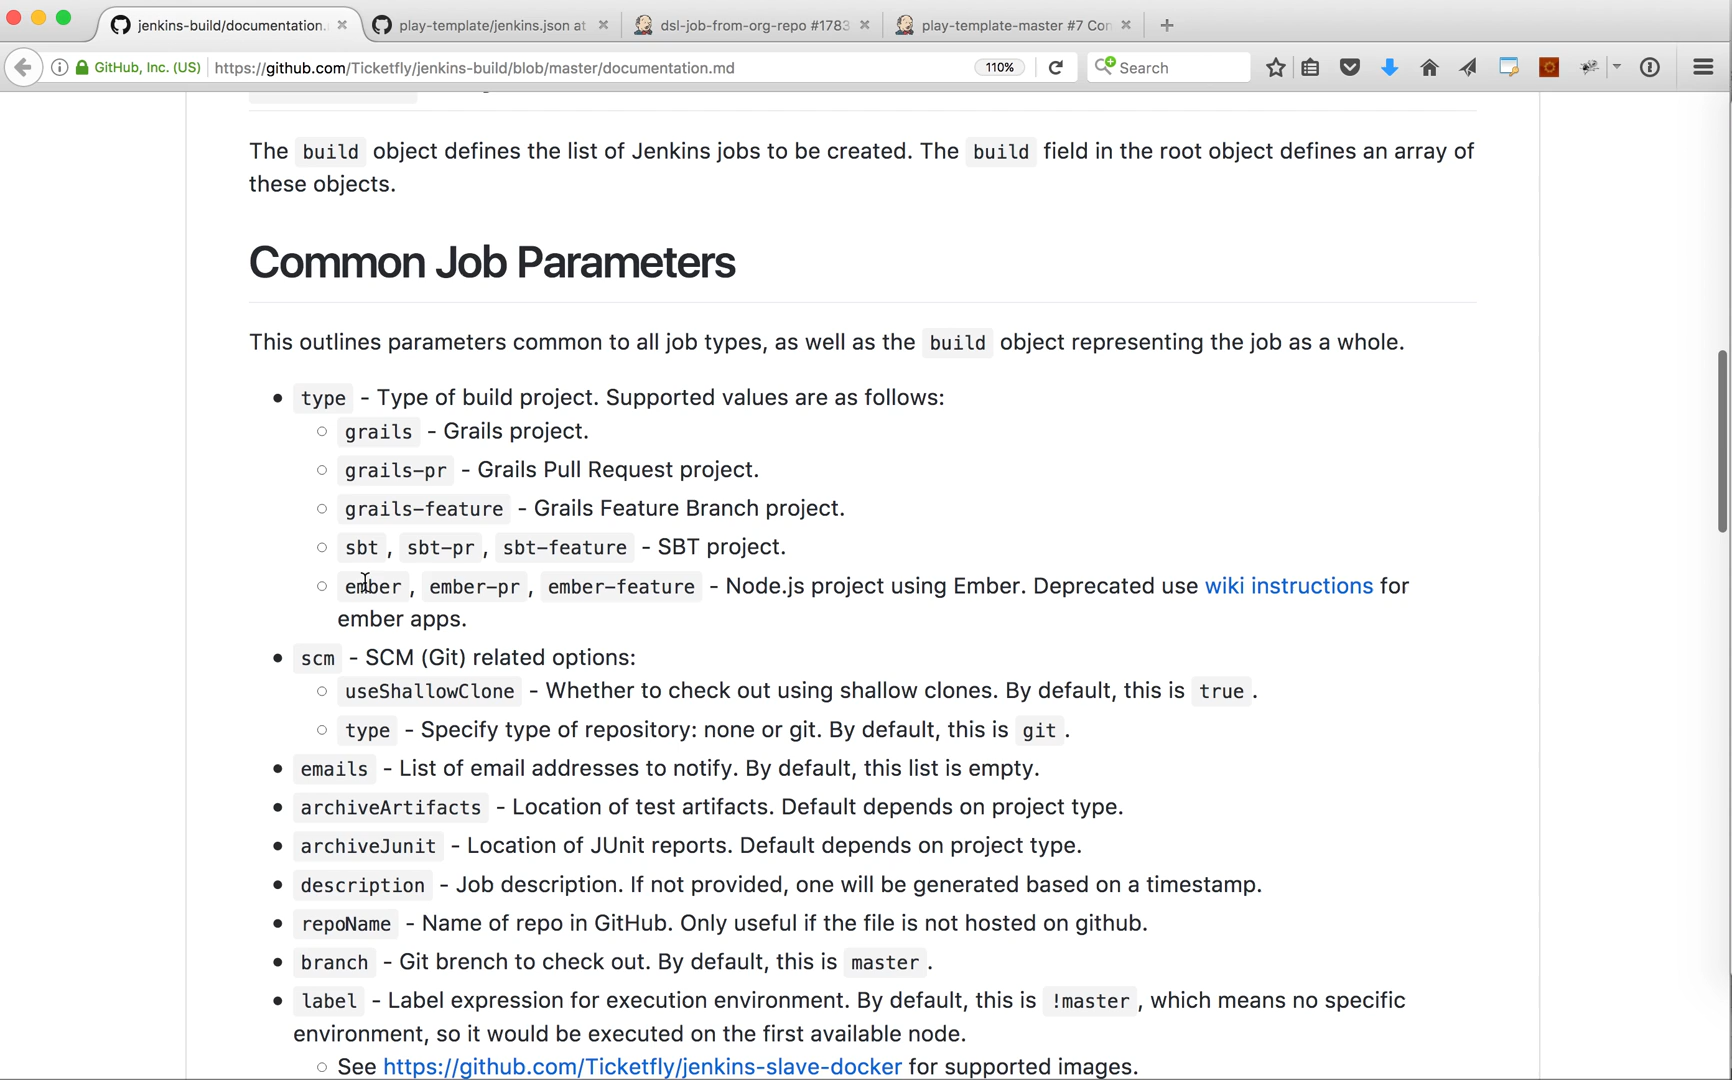 jenkins-build/documentation.
play-template/jenkins.json at
dsl-job-from-org-repo #1783
play-template-master #7 Con
GitHub, Inc. (US)
https://github.com/Ticketfly/jenkins-build/blob/master/documentation.md
110%
Search
The build object defines the list of Jenkins jobs to be created. The build field in the root object defines an array of
these objects.
Common Job Parameters
This outlines parameters common to all job types, as well as the build object representing the job as a whole.
type - Type of build project. Supported values are as follows:
grails - Grails project.
grails-pr - Grails Pull Request project.
grails-feature - Grails Feature Branch project.
sbt, sbt-pr, sbt-feature - SBT project.
ember, ember-pr, ember-feature - Node.js project using Ember. Deprecated use wiki instructions for
ember apps.
scm - SCM (Git) related options:
useShallowClone - Whether to check out using shallow clones. By default, this is true.
type - Specify type of repository: none or git. By default, this is git.
emails - List of email addresses to notify. By default, this list is empty.
archiveArtifacts - Location of test artifacts. Default depends on project type.
archiveJunit - Location of JUnit reports. Default depends on project type.
description - Job description. If not provided, one will be generated based on a timestamp.
repoName - Name of repo in GitHub. Only useful if the file is not hosted on github.
branch - Git brench to check out. By default, this is master.
label - Label expression for execution environment. By default, this is !master, which means no specific
environment, so it would be executed on the first available node.
See https://github.com/Ticketfly/jenkins-slave-docker for supported images.